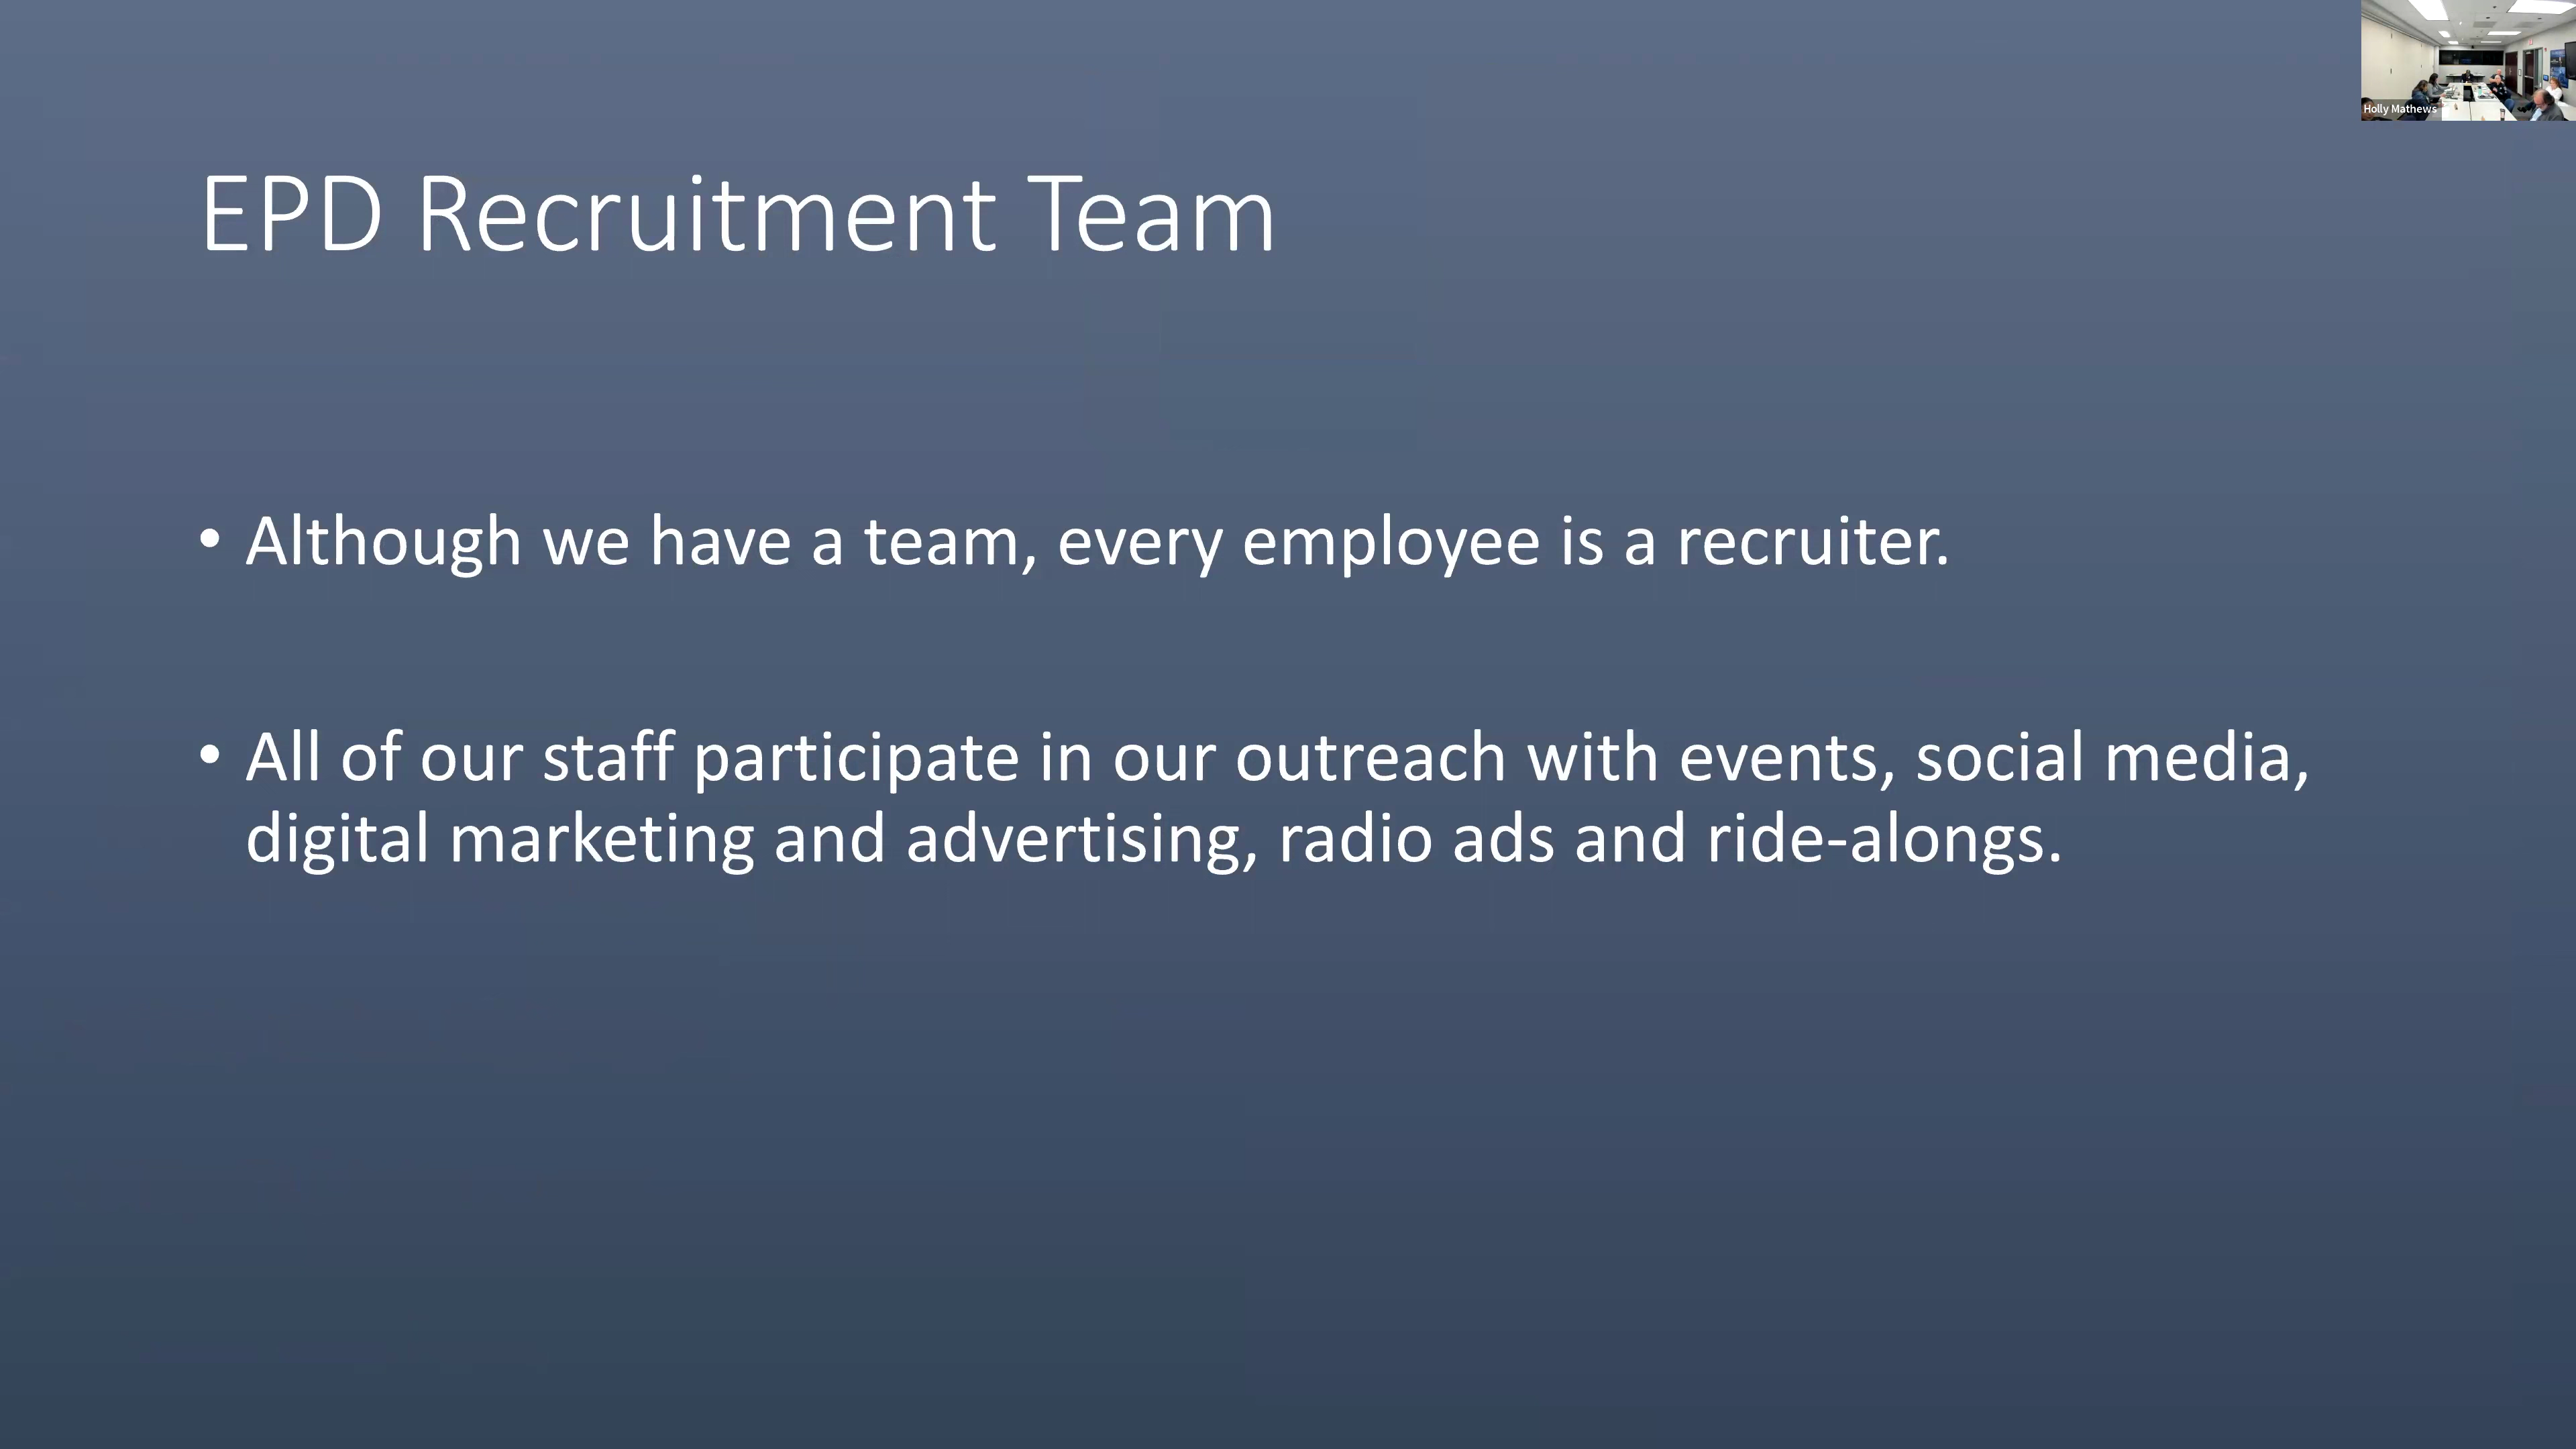 Holly Mathews
EPD Recruitment Team
• Although we have a team, every employee is a recruiter.
• All of our staff participate in our outreach with events, social media,
digital marketing and advertising, radio ads and ride-alongs.